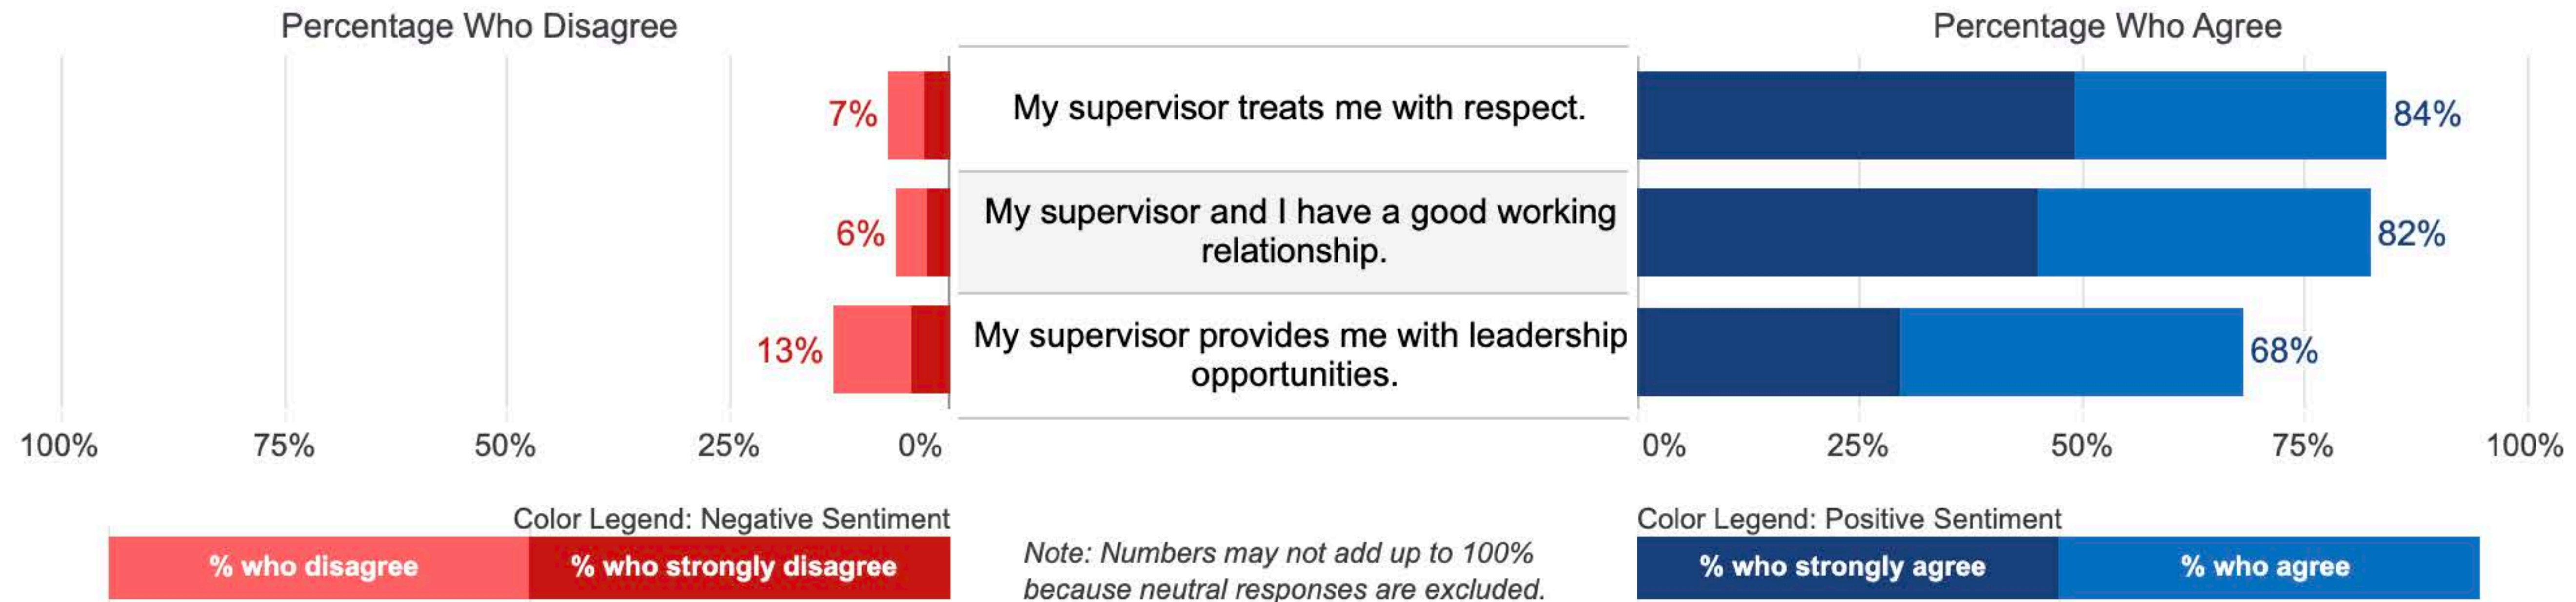 Percentage Who Disagree
Percentage Who Agree
7%
My supervisor treats me with respect.
84%
6%
My supervisor and I have a good working
relationship.
82%
13%
My supervisor provides me with leadership
opportunities.
68%
100% 75% 50% 25% 0%
0% 25% 50% 75% 100%
Color Legend: Negative Sentiment
% who disagree
% who strongly disagree
Note: Numbers may not add up to 100%
because neutral responses are excluded.
Color Legend: Positive Sentiment
% who strongly agree
% who agree